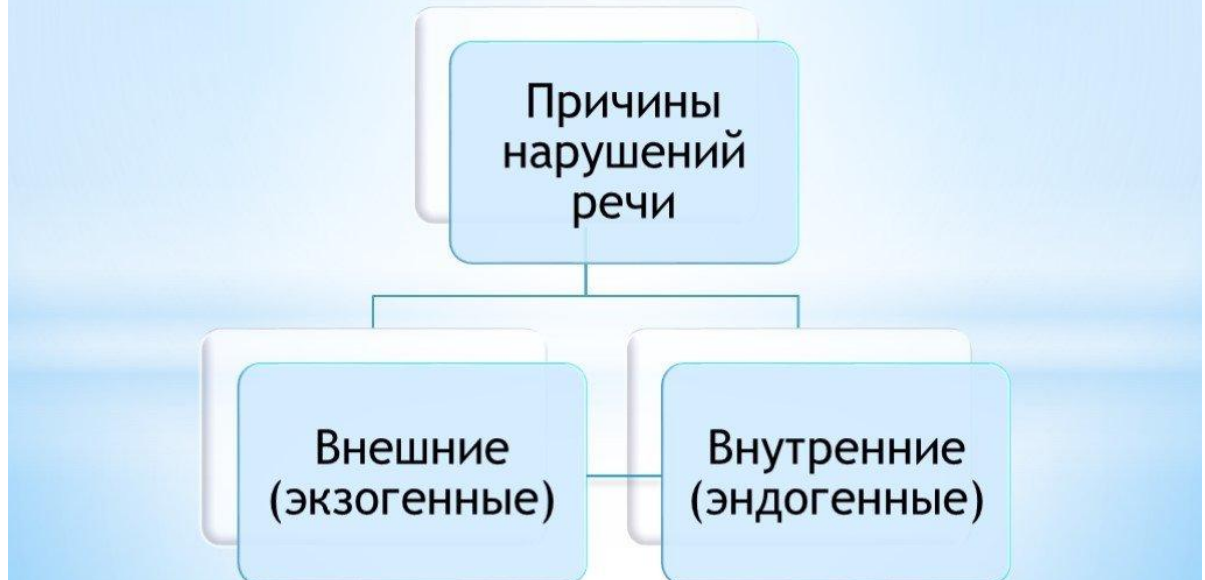 Причины
нарушений
речи
Внешние
(экзогенные)
Внутренние
(эндогенные)